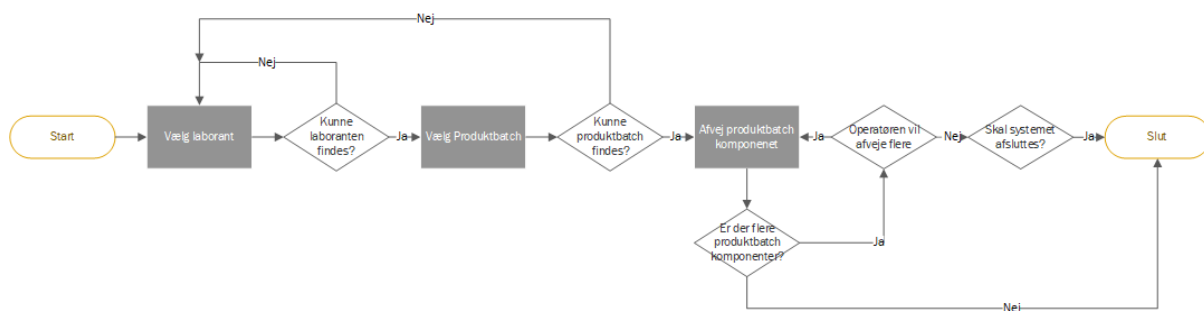 Nej
Nej
Start
Vælg laborant
Kunne
laboranten
findes?
Ja
Vælg Produktbatch
Kunne
produktbatch
findes?
Ja
Afvej produktbatch
komponenet
Ja
Operatøren vil
afveje flere
Nej
Skal systemet
afsluttes?
Ja
Slut
Er der flere
produktbatch
komponenter?
Ja
Nej